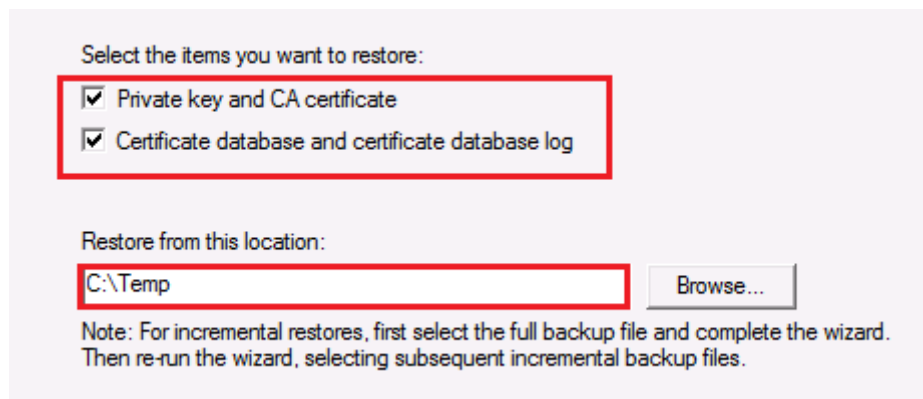 Select the items you want to restore:
Private key and CA certificate
Certificate database and certificate database log
Restore from this location:
C:\Temp
Browse...
Note: For incremental restores, first select the full backup file and complete the wizard.
Then re-run the wizard, selecting subsequent incremental backup files.